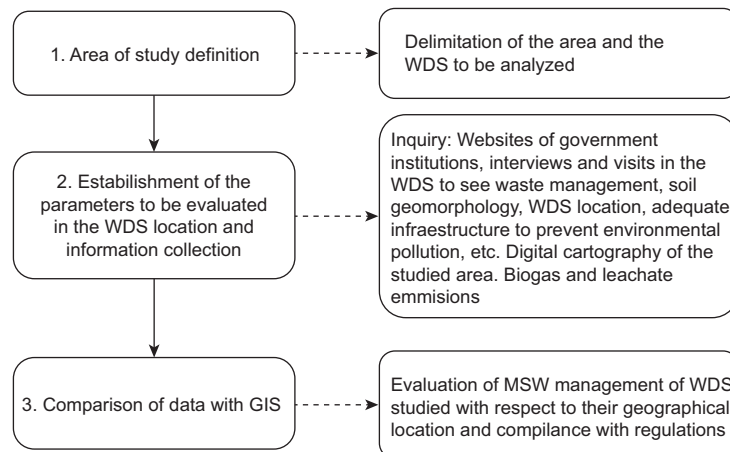 1. Area of study definition
Delimitation of the area and the
WDS to be analyzed
2. Estabilishment of the
parameters to be evaluated
in the WDS location and
information collection
Inquiry: Websites of government
institutions, interviews and visits in the
WDS to see waste management, soil
geomorphology, WDS location, adequate
infraestructure to prevent environmental
pollution, etc. Digital cartography of the
studied area. Biogas and leachate
emmisions
3. Comparison of data with GIS
Evaluation of MSW management of WDS
studied with respect to their geographical
location and compilance with regulations